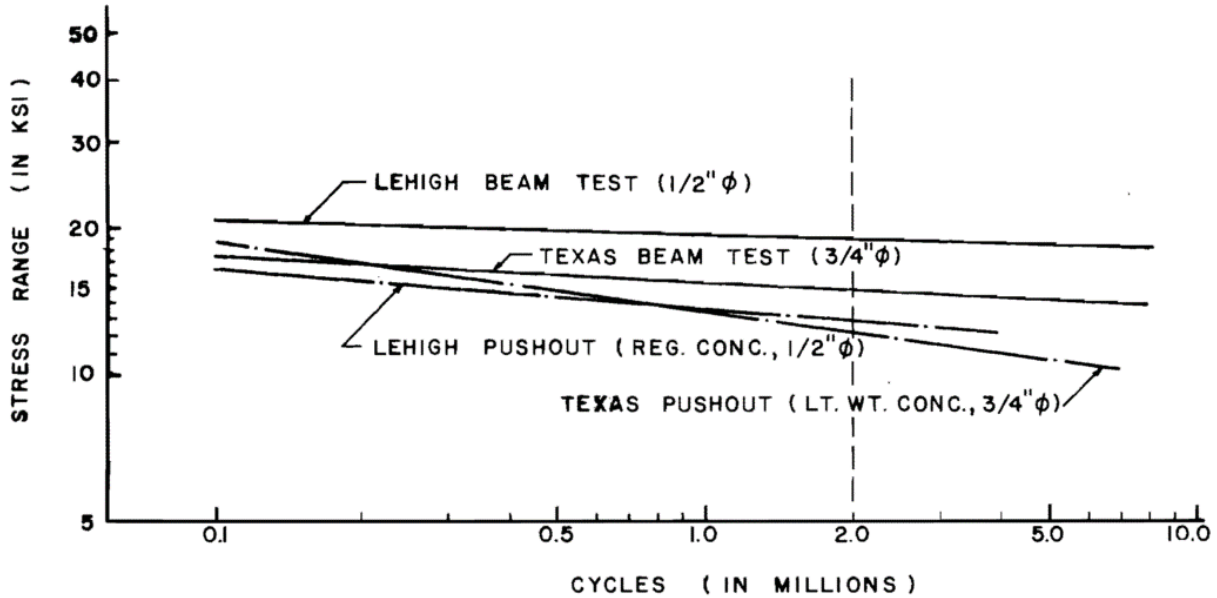 STRESS RANGE (IN KSI)
50
40
30
20
15
10
5
LEHIGH BEAM TEST (1/2"φ)
TEXAS BEAM TEST (3/4"φ)
LEHIGH PUSHOUT (REG. CONC., 1/2"φ)
TEXAS PUSHOUT (LT. WT. CONC., 3/4"φ)
0.1 0.5 1.0 2.0 5.0 10.0
CYCLES (IN MILLIONS)